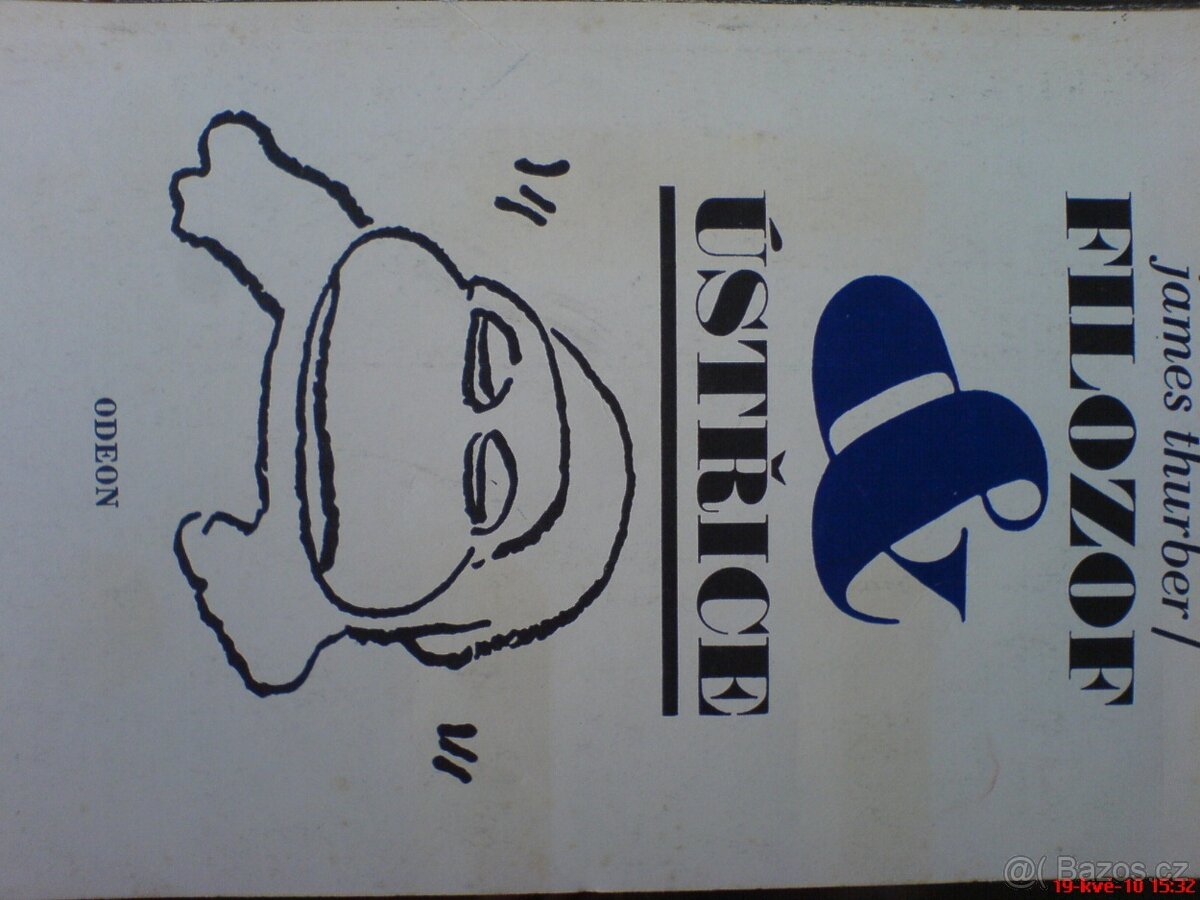 james thurber /
FILOZOF
&
ÚSTŘICE
ODEON
@( Bazos.cz
19-kvě-10 15:32